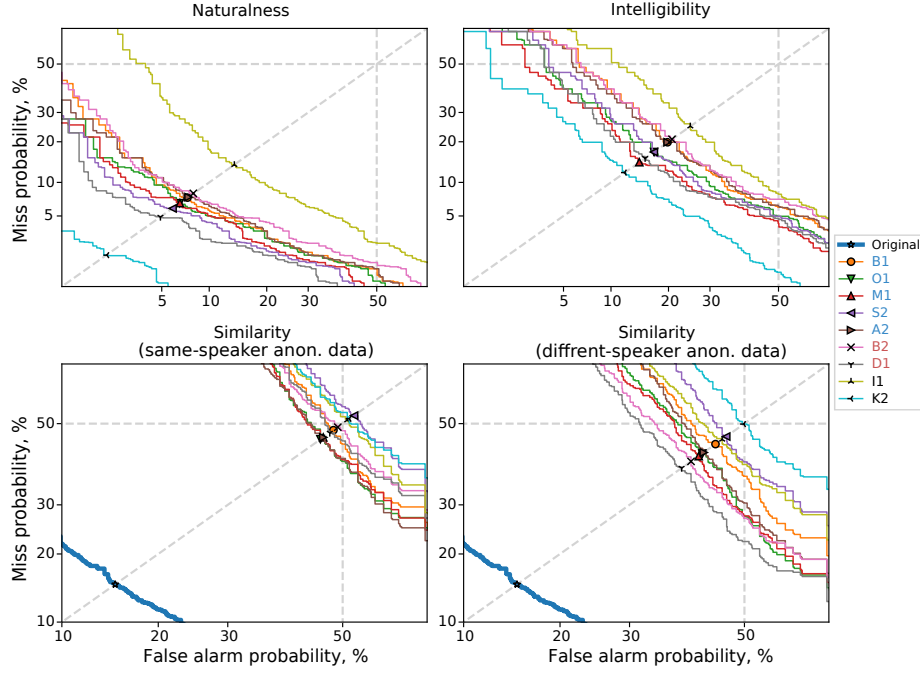 Naturalness
Intelligibility
Miss probability, %
50
30
20
10
5
5
10
20
30
50
50
30
20
10
5
5
10
20
30
50
Original
B1
O1
M1
S2
A2
B2
D1
I1
K2
Similarity
(same-speaker anon. data)
Similarity
(diffrent-speaker anon. data)
Miss probability, %
50
30
20
10
10
20
30
50
False alarm probability, %
50
30
20
10
10
20
30
50
False alarm probability, %